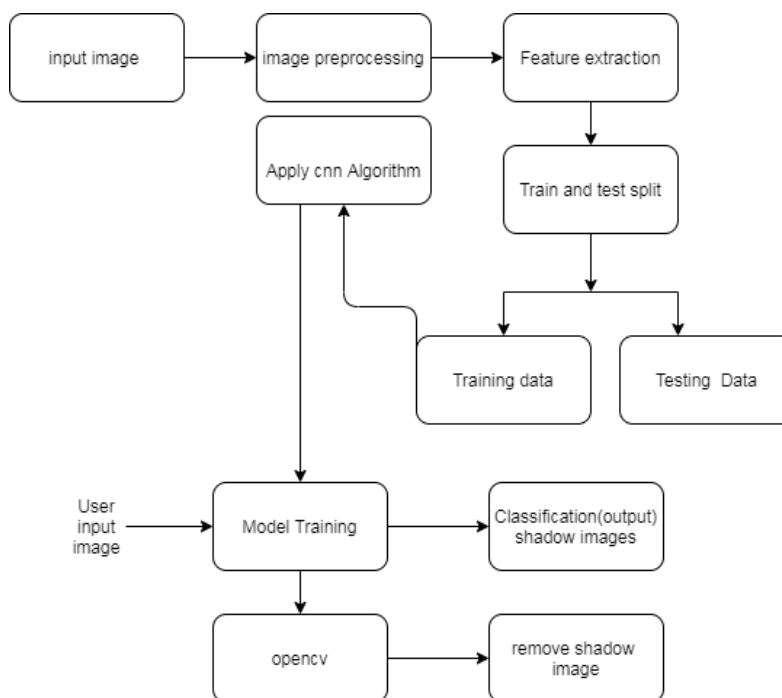 input image
image preprocessing
Feature extraction
Apply cnn Algorithm
Train and test split
Training data
Testing Data
User
input
image
Model Training
Classification(output)
shadow images
opencv
remove shadow
image